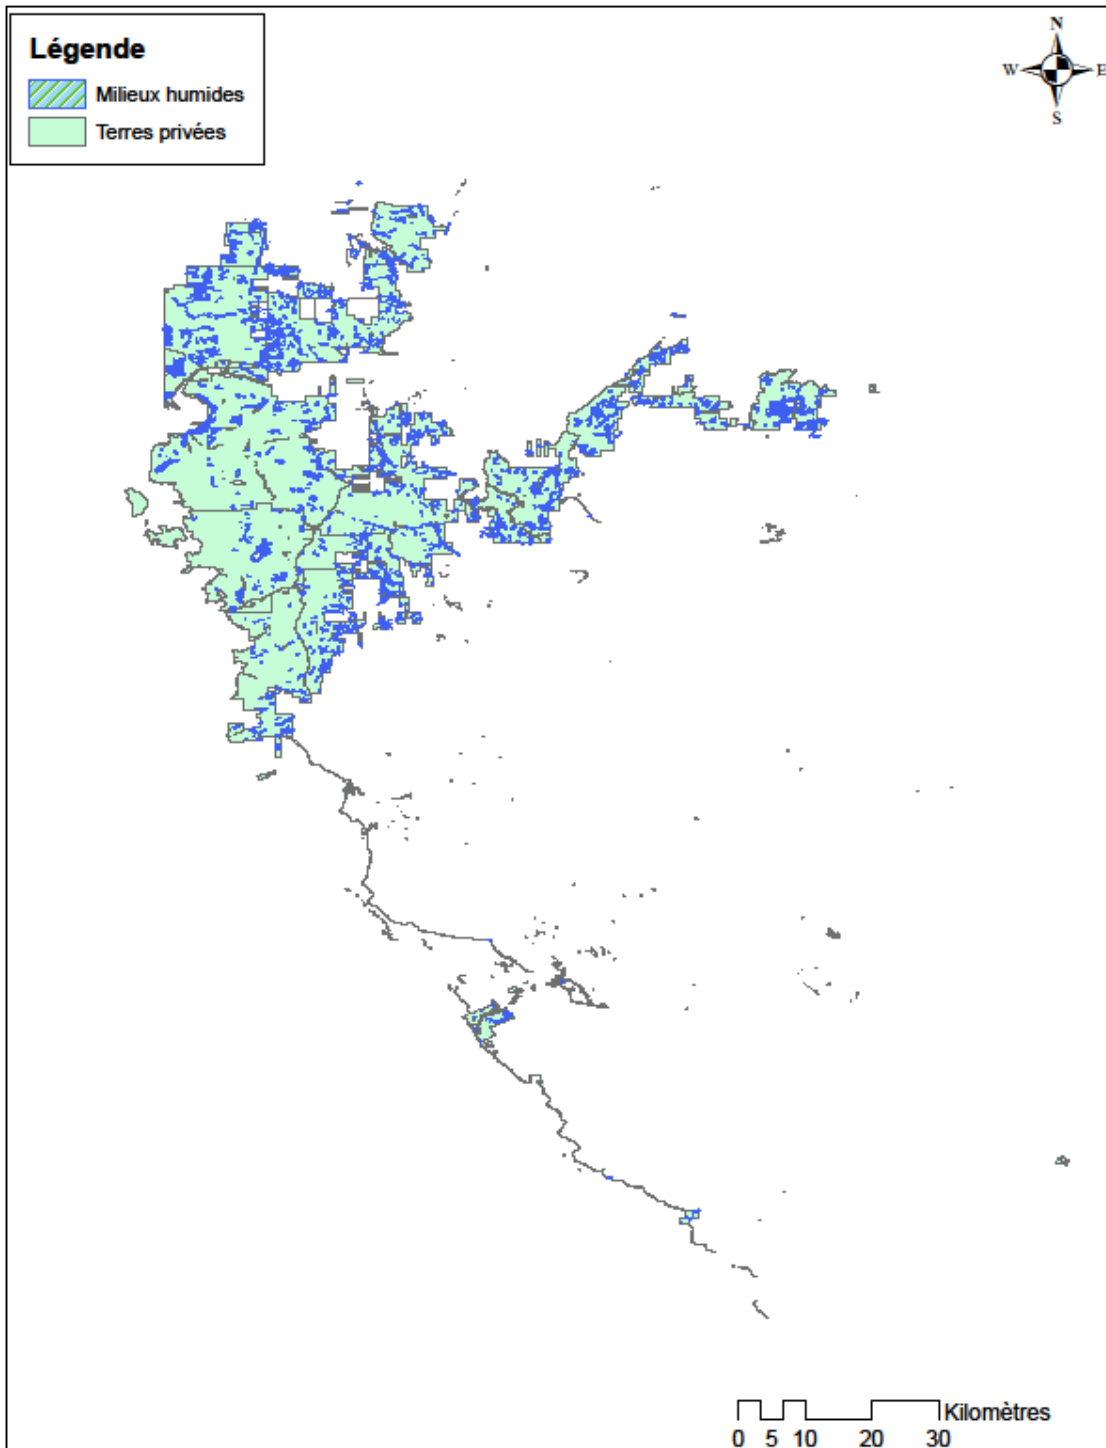 Légende
Milieux humides
Terres privées
N
W E
S
Kilomètres
0 5 10 20 30